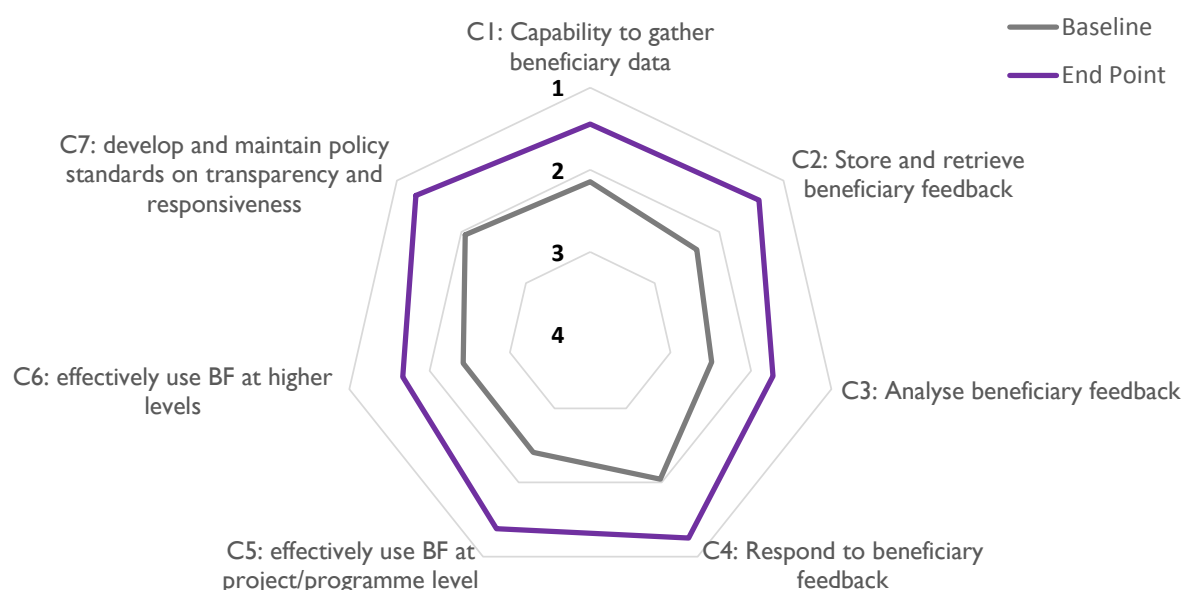 C1: Capability to gather
beneficiary data
Baseline
End Point
1
2
3
4
C2: Store and retrieve
beneficiary feedback
C3: Analyse beneficiary feedback
C4: Respond to beneficiary
feedback
C5: effectively use BF at
project/programme level
C6: effectively use BF at higher
levels
C7: develop and maintain policy
standards on transparency and
responsiveness